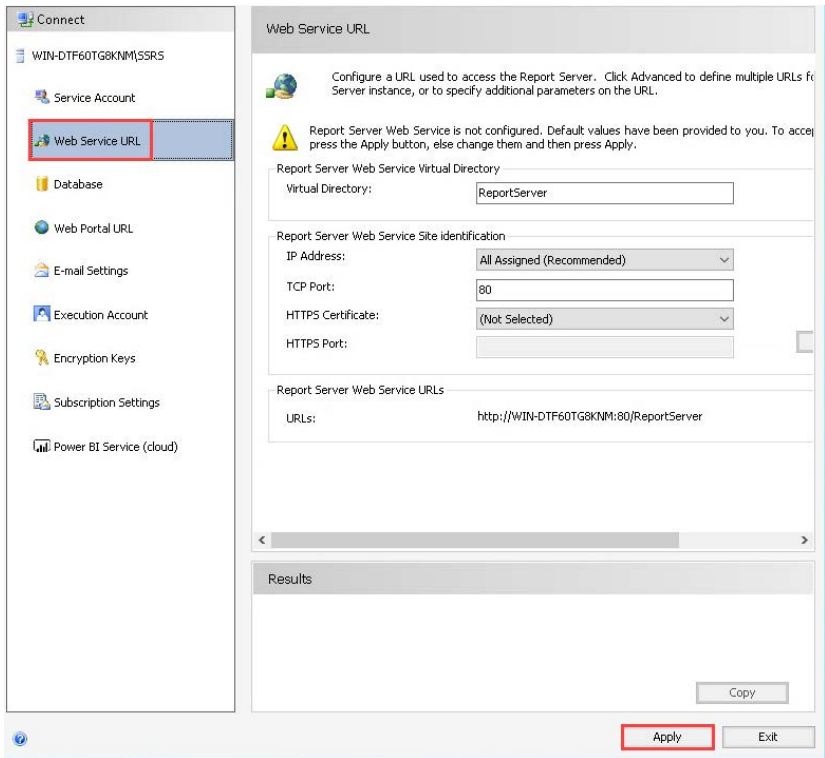 Connect
WIN-DTF60TG8KNM\SSRS
Service Account
Web Service URL
Database
Web Portal URL
E-mail Settings
Execution Account
Encryption Keys
Subscription Settings
Power BI Service (cloud)
Web Service URL
Configure a URL used to access the Report Server. Click Advanced to define multiple URLs
Server instance, or to specify additional parameters on the URL.
Report Server Web Service is not configured. Default values have been provided to you. To
press the Apply button, else change them and then press Apply.
Report Server Web Service Virtual Directory
Virtual Directory:
ReportServer
Report Server Web Service Site identification
IP Address:
All Assigned (Recommended)
TCP Port:
80
HTTPS Certificate:
(Not Selected)
HTTPS Port:
Report Server Web Service URLs
URLs:
http://WIN-DTF60TG8KNM:80/ReportServer
Results
Copy
Apply
Exit